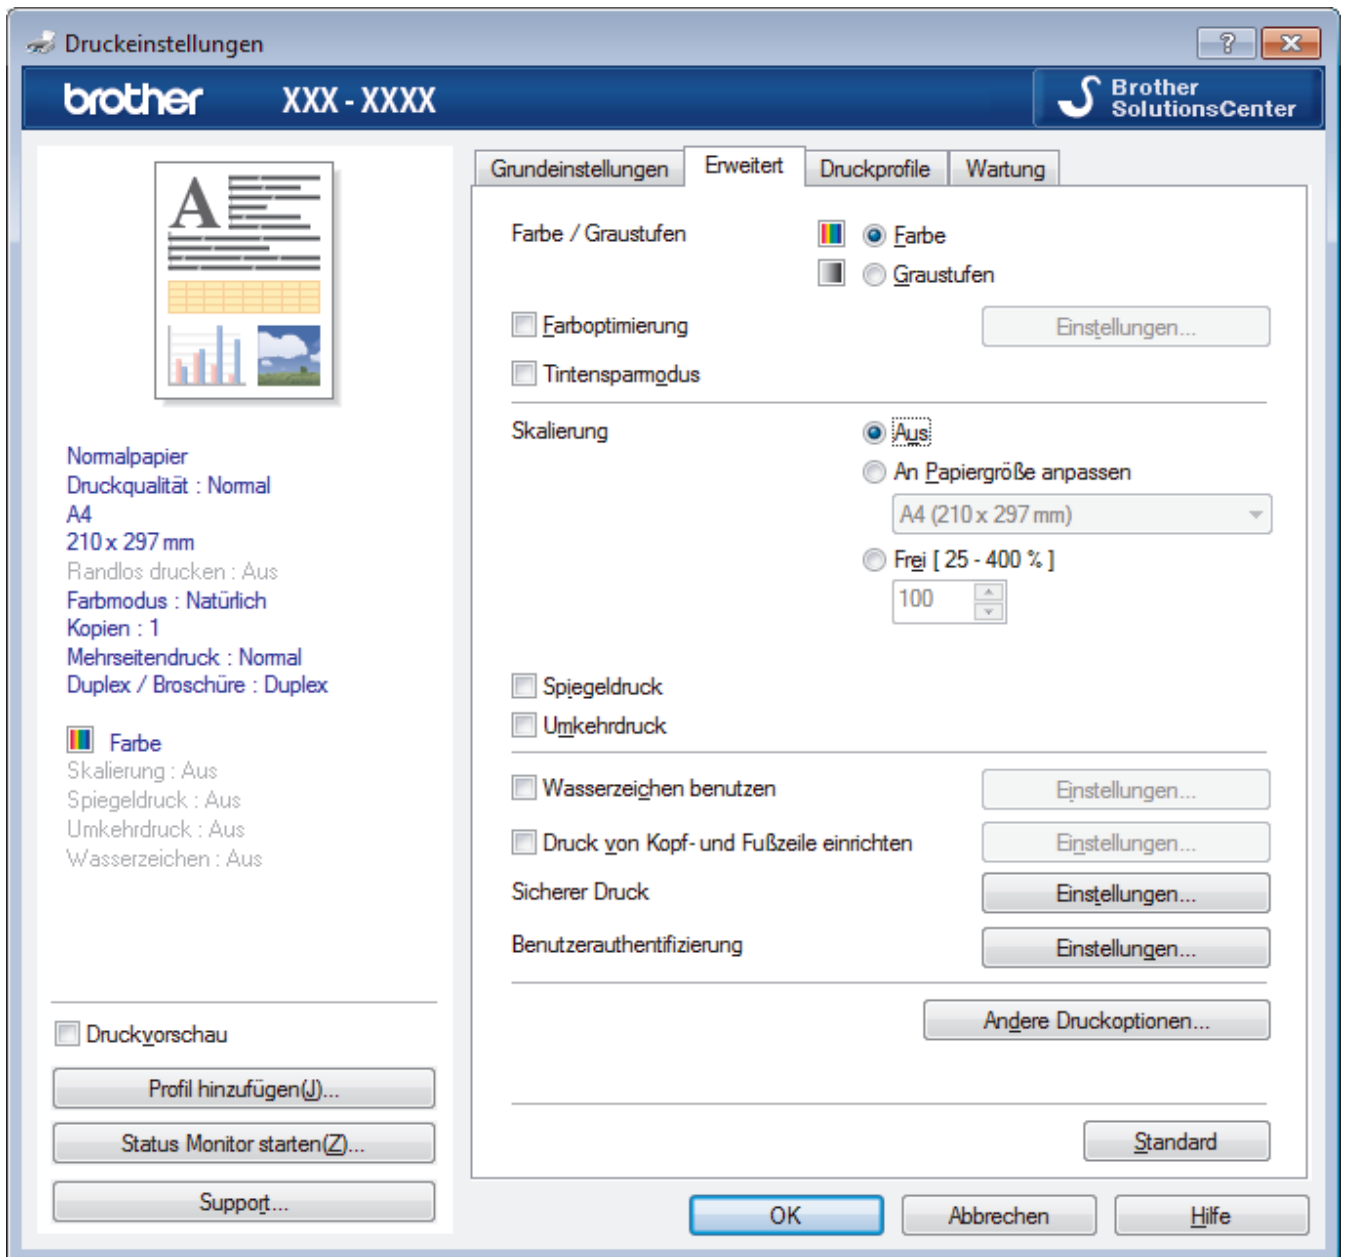 Druckeinstellungen
brother XXX - XXXX
Brother
SolutionsCenter
A
Normalpapier
Druckqualität : Normal
A4
210 x 297 mm
Randlos drucken : Aus
Farbmodus : Natürlich
Kopien : 1
Mehrseitendruck : Normal
Duplex / Broschüre : Duplex
Farbe
Skalierung : Aus
Spiegeldruck : Aus
Umkehrdruck : Aus
Wasserzeichen : Aus
Druckvorschau
Profil hinzufügen(J)...
Status Monitor starten(Z)...
Support...
Grundeinstellungen Erweitert Druckprofile Wartung
Farbe / Graustufen Farbe
Graustufen
Farboptimierung Einstellungen...
Tintensparmodus
Skalierung Aus
An Papiergröße anpassen
A4 (210 x 297 mm)
Frei [ 25 - 400 % ]
100
Spiegeldruck
Umkehrdruck
Wasserzeichen benutzen Einstellungen...
Druck von Kopf- und Fußzeile einrichten Einstellungen...
Sicherer Druck Einstellungen...
Benutzerauthentifizierung Einstellungen...
Andere Druckoptionen...
Standard
OK Abbrechen Hilfe